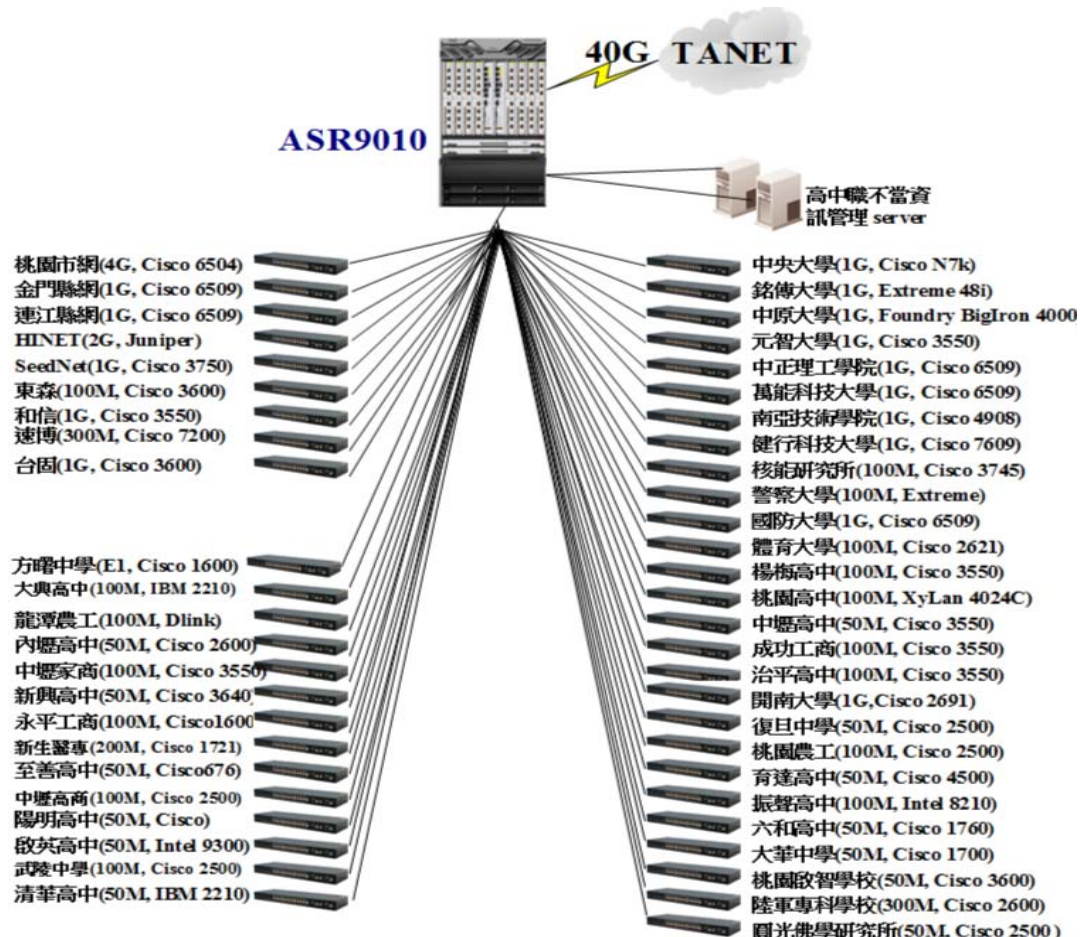 40G TANET
ASR9010
高中職不當資
訊管理 server
桃園市網(4G, Cisco 6504)
金門縣網(1G, Cisco 6509)
連江縣網(1G, Cisco 6509)
HINET(2G, Juniper)
SeedNet(1G, Cisco 3750)
東森(100M, Cisco 3600)
和信(1G, Cisco 3550)
速博(300M, Cisco 7200)
台固(1G, Cisco 3600)
方曙中學(E1, Cisco 1600)
大興高中(100M, IBM 2210)
龍潭農工(100M, Dlink)
內壢高中(50M, Cisco 2600)
中壢家商(100M, Cisco 3550)
新興高中(50M, Cisco 3640)
永平工商(100M, Cisco1600
新生醫專(200M, Cisco 1721)
至善高中(50M, Cisco676)
中壢高商(100M, Cisco 2500)
陽明高中(50M, Cisco)
啟英高中(50M, Intel 9300)
武陵中學(100M, Cisco 2500)
清華高中(50M, IBM 2210)
中央大學(1G, Cisco N7k)
銘傳大學(1G, Extreme 48i)
中原大學(1G, Foundry BigIron 4000
元智大學(1G, Cisco 3550)
中正理工學院(1G, Cisco 6509)
萬能科技大學(1G, Cisco 6509)
南亞技術學院(1G, Cisco 4908)
健行科技大學(1G, Cisco 7609)
核能研究所(100M, Cisco 3745)
警察大學(100M, Extreme)
國防大學(1G, Cisco 6509)
體育大學(100M, Cisco 2621)
楊梅高中(100M, Cisco 3550)
桃園高中(100M, XyLan 4024C)
中壢高中(50M, Cisco 3550)
成功工商(100M, Cisco 3550)
治平高中(100M, Cisco 3550)
開南大學(1G,Cisco 2691)
復旦中學(50M, Cisco 2500)
桃園農工(100M, Cisco 2500)
育達高中(50M, Cisco 4500)
振聲高中(100M, Intel 8210)
六和高中(50M, Cisco 1760)
大華中學(50M, Cisco 1700)
桃園啟智學校(50M, Cisco 3600)
陸軍專科學校(300M, Cisco 2600)
圓光佛學研究所(50M, Cisco 2500 )